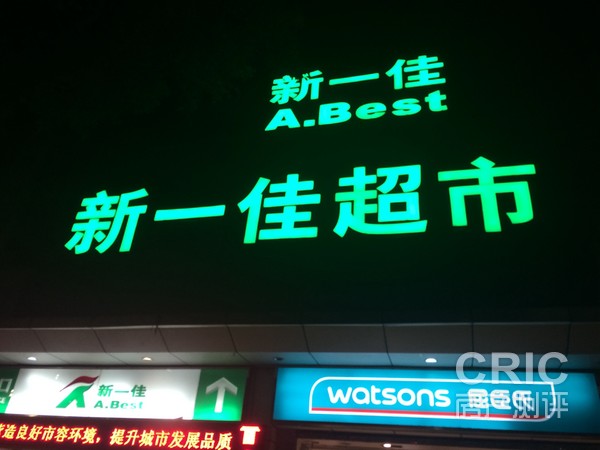 新一佳
A.Best
新一佳超市
新一佳
A.Best
watsons 屈臣氏
造良好市容环境，提升城市发展品质
CRIC
商户测评